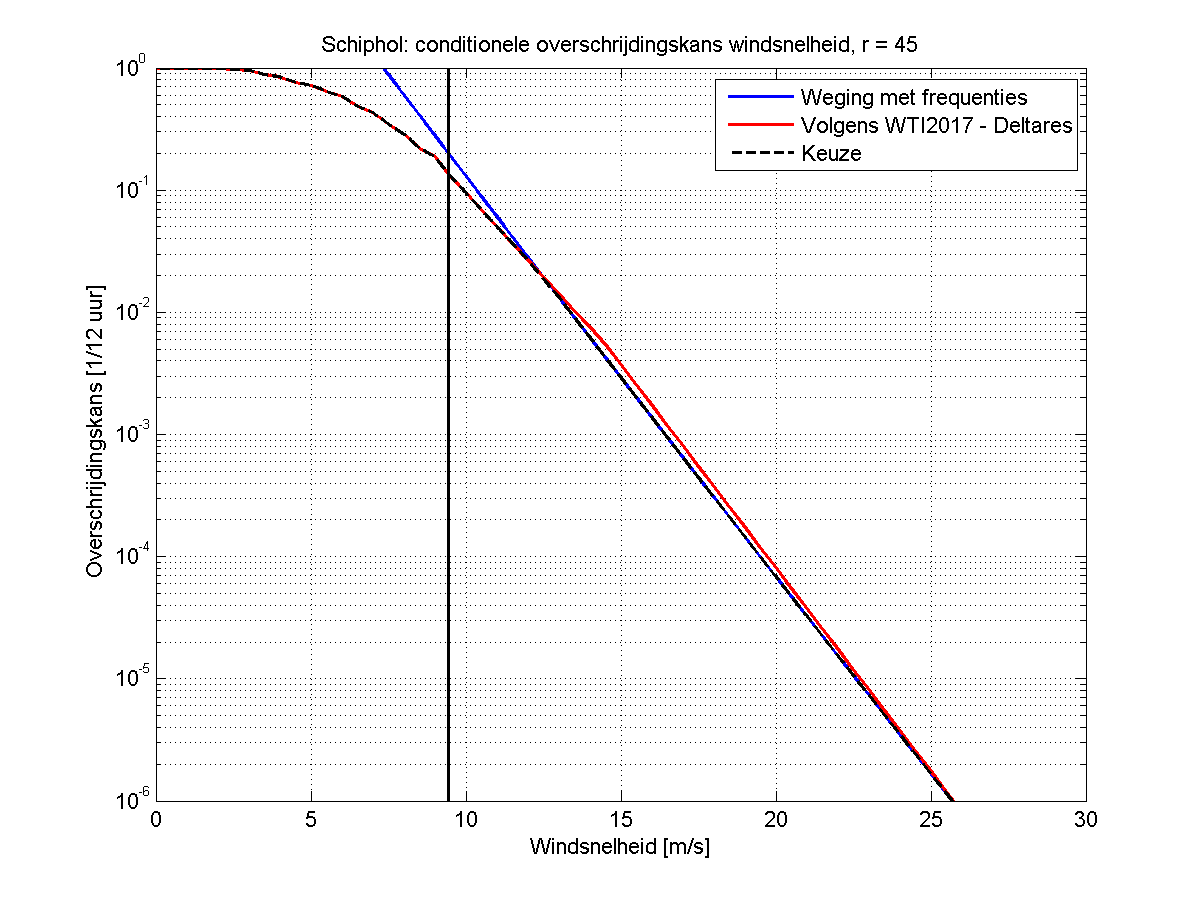 Schiphol: conditionele overschrijdingskans windsnelheid, r = 45
Weging met frequenties
Volgens WTI2017 - Deltares
Keuze
Overschrijdingskans [1/12 uur]
10^0
10^-1
10^-2
10^-3
10^-4
10^-5
10^-6
0 5 10 15 20 25 30
Windsnelheid [m/s]